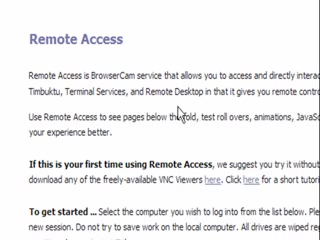 Remote Access
Remote Access is BrowserCam service that allows you to access and directly interac
Timbuktu, Terminal Services, and Remote Desktop in that it gives you remote contro
Use Remote Access to see pages below the fold, test roll overs, animations, JavaSc
your experience better.
If this is your first time using Remote Access, we suggest you try it without
download any of the freely-available VNC Viewers here. Click here for a short tutori
To get started ... Select the computer you wish to log into from the list below. Ple
new session. Do not try to save work on the local computer. All drives are wiped re